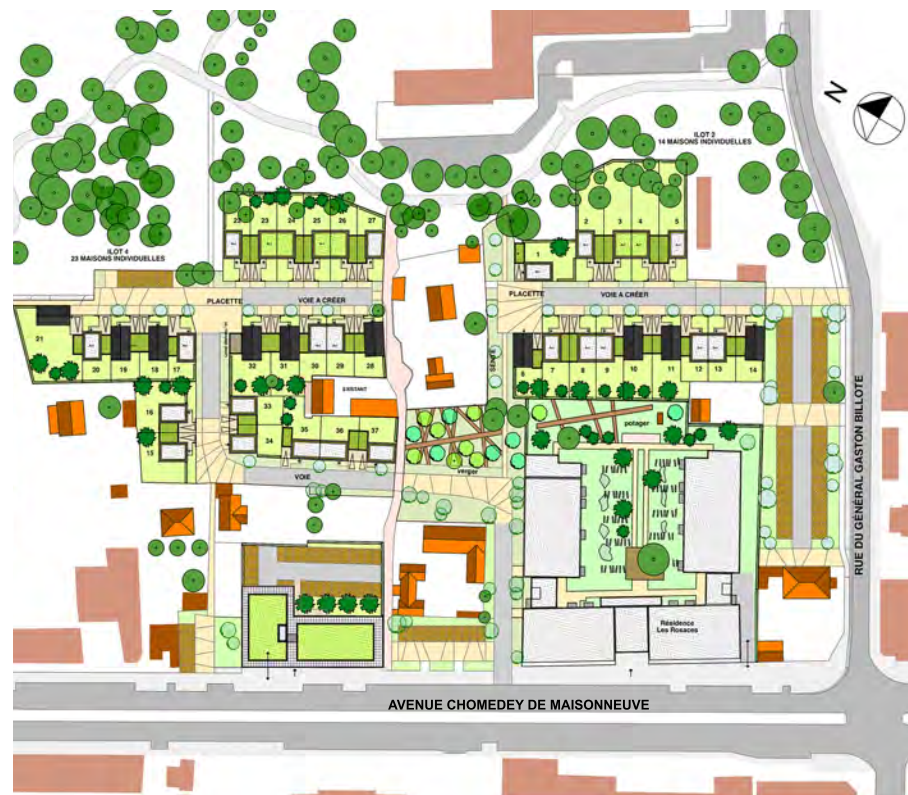 N
ILOT 2
14 MAISONS INDIVIDUELLES
22 23 24 25 26 27
2 3 4 5
1
ILOT 4
23 MAISONS INDIVIDUELLES
PLACETTE
VOIE A CRÉER
PLACETTE
VOIE A CRÉER
21
20 19 18 17
32 31 30 29 28
SENTE
6 7 8 9 10 11 12 13 14
EXISTANT
16
33
15
34
35 36 37
potager
verger
VOIE
RUE DU GÉNÉRAL GASTON BILLOTE
Résidence
Les Rosaces
AVENUE CHOMEDEY DE MAISONNEUVE